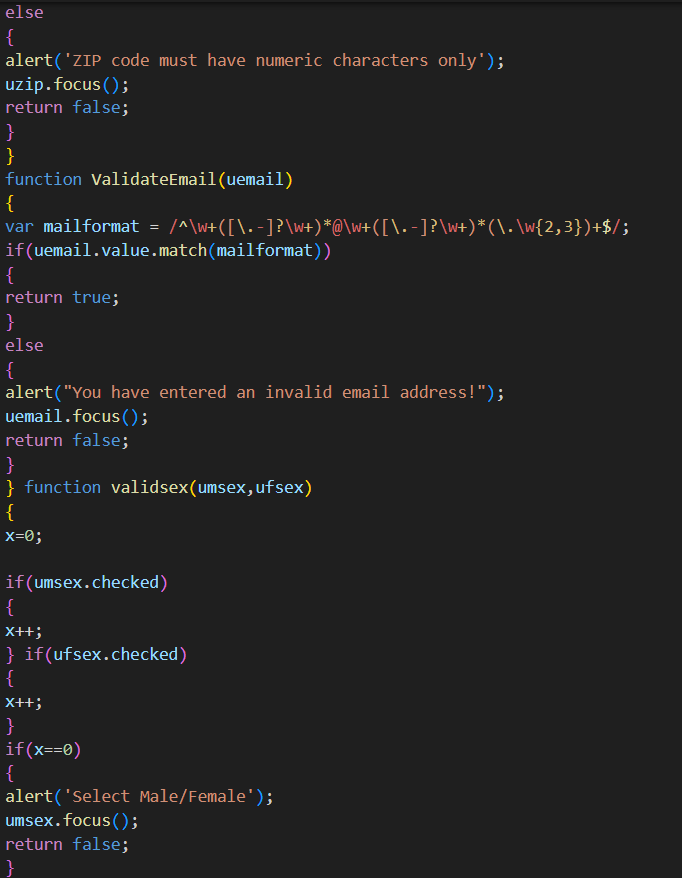 else
{
alert('ZIP code must have numeric characters only');
uzip.focus();
return false;
}
}
function ValidateEmail(uemail)
{
var mailformat = /^\w+([\.-]?\w+)*@\w+([\.-]?\w+)*(\.\w{2,3})+$/;
if(uemail.value.match(mailformat))
{
return true;
}
else
{
alert("You have entered an invalid email address!");
uemail.focus();
return false;
}
} function validsex(umsex,ufsex)
{
x=0;
if(umsex.checked)
{
x++;
} if(ufsex.checked)
{
x++;
}
if(x==0)
{
alert('Select Male/Female');
umsex.focus();
return false;
}